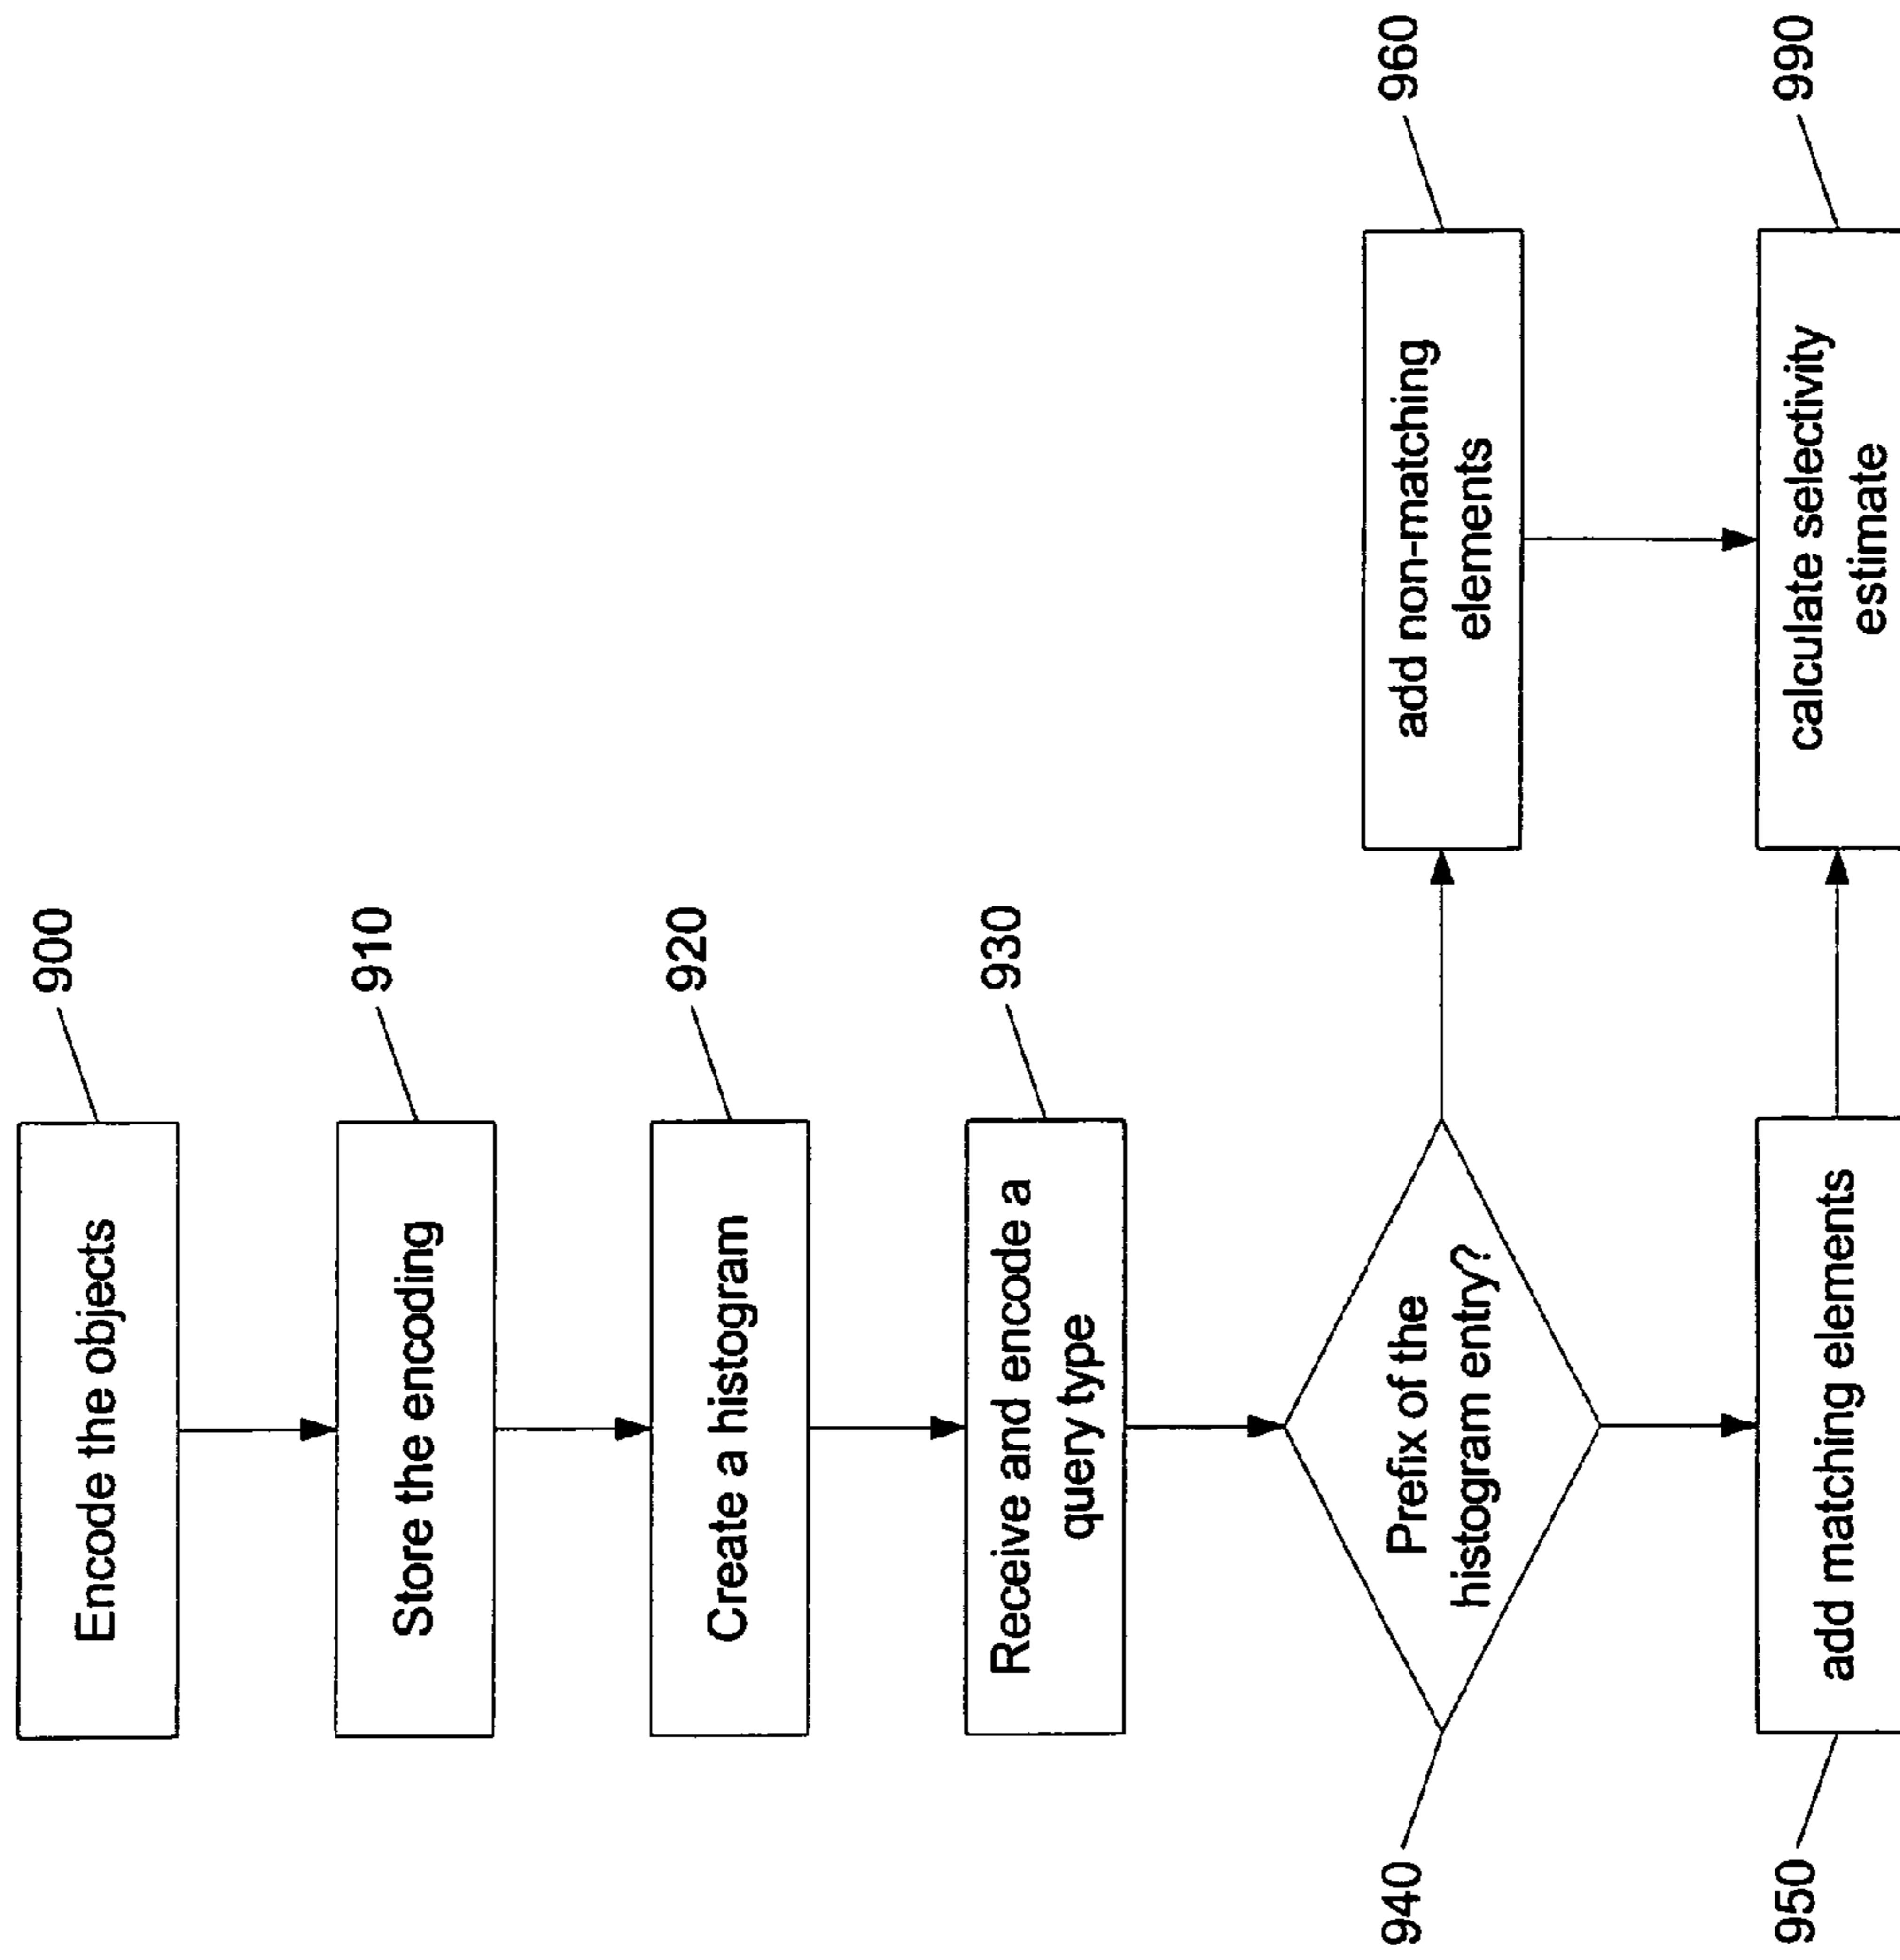 900
Encode the objects
910
Store the encoding
920
Create a histogram
930
Receive and encode a
query type
940
Prefix of the
histogram entry?
960
add non-matching
elements
950
add matching elements
990
calculate selectivity
estimate